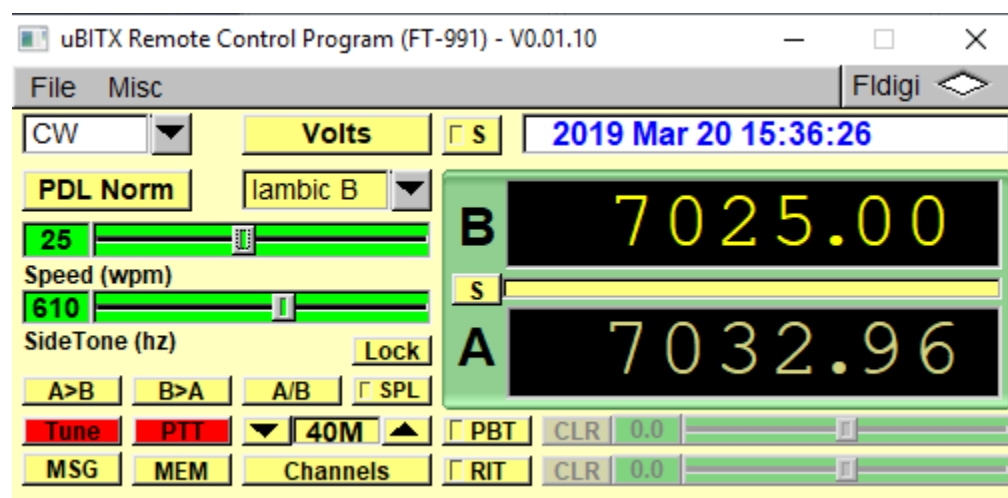 uBITX Remote Control Program (FT-991) - V0.01.10
File Misc Fldigi
CW Volts S 2019 Mar 20 15:36:26
PDL Norm Iambic B
B 7025.00
25
Speed (wpm)
S
610
SideTone (hz)
Lock
A 7032.96
A>B B>A A/B SPL
Tune PTT 40M PBT CLR 0.0
MSG MEM Channels RIT CLR 0.0